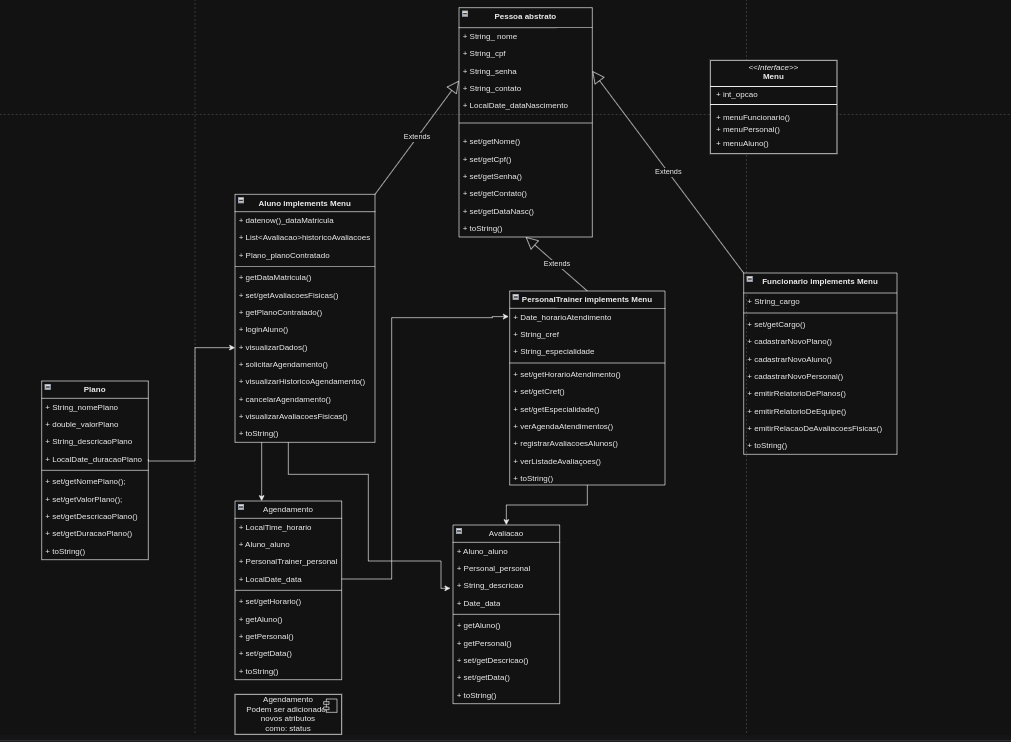 Pessoa abstrato
+ String_ nome
+ String_cpf
+ String_senha
+ String_contato
+ LocalDate_dataNascimento
+ set/getNome()
+ set/getCpf()
+ set/getSenha()
+ set/getContato()
+ set/getDataNasc()
+ toString()
<<Interface>>
Menu
+ int_opcao
+ menuFuncionario()
+ menuPersonal()
+ menuAluno()
Extends
Extends
Extends
Aluno implements Menu
+ datenow()_dataMatricula
+ List<Avaliacao>historicoAvaliacoes
+ Plano_planoContratado
+ getDataMatricula()
+ set/getAvaliacoesFisicas()
+ getPlanoContratado()
+ loginAluno()
+ visualizarDados()
+ solicitarAgendamento()
+ visualizarHistoricoAgendamento()
+ cancelarAgendamento()
+ visualizarAvaliacoesFisicas()
+ toString()
PersonalTrainer implements Menu
+ Date_horarioAtendimento
+ String_cref
+ String_especialidade
+ set/getHorarioAtendimento()
+ set/getCref()
+ set/getEspecialidade()
+ verAgendaAtendimentos()
+ registrarAvaliacoesAlunos()
+ verListadeAvaliaçoes()
+ toString()
Funcionario implements Menu
+ String_cargo
+ set/getCargo()
+ cadastrarNovoPlano()
+ cadastrarNovoAluno()
+ cadastrarNovoPersonal()
+ emitirRelatorioDePlanos()
+ emitirRelatorioDeEquipe()
+ emitirRelacaoDeAvaliacoesFisicas()
+ toString()
Plano
+ String_nomePlano
+ double_valorPlano
+ String_descricaoPlano
+ LocalDate_duracaoPlano
+ set/getNomePlano();
+ set/getValorPlano();
+ set/getDescricaoPlano()
+ set/getDuracaoPlano()
+ toString()
Agendamento
+ LocalTime_horario
+ Aluno_aluno
+ PersonalTrainer_personal
+ LocalDate_data
+ set/getHorario()
+ getAluno()
+ getPersonal()
+ set/getData()
+ toString()
Avaliacao
+ Aluno_aluno
+ Personal_personal
+ String_descricao
+ Date_data
+ getAluno()
+ getPersonal()
+ set/getDescricao()
+ set/getData()
+ toString()
Agendamento
Podem ser adicionado
novos atributos
como: status